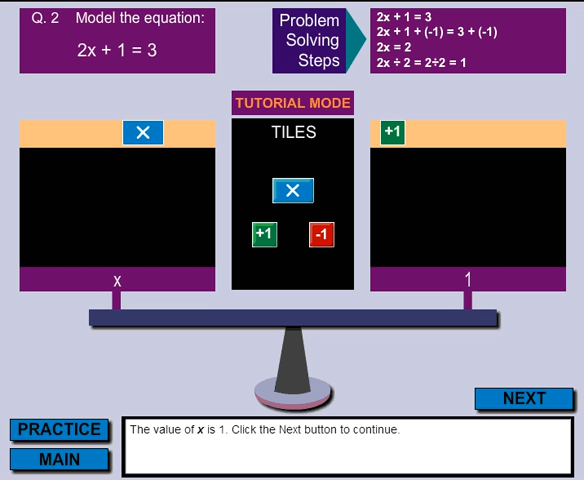 Q. 2 Model the equation:
2x + 1 = 3
Problem
Solving
Steps
2x + 1 = 3
2x + 1 + (-1) = 3 + (-1)
2x = 2
2x ÷ 2 = 2÷2 = 1
TUTORIAL MODE
TILES
X
+1
X
+1
-1
x
1
NEXT
PRACTICE
MAIN
The value of x is 1. Click the Next button to continue.